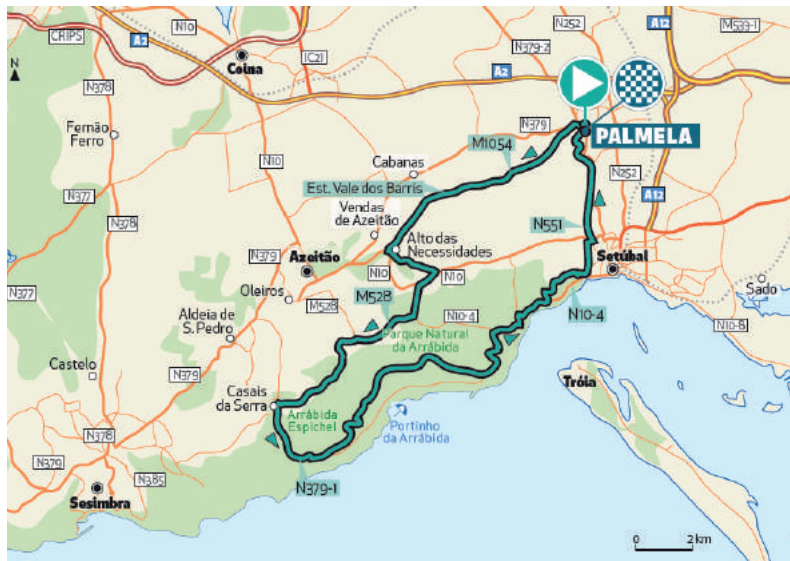 N10
N252
A12
M533-1
CRIPS
A2
Coina
IC21
N379-2
N252
A2
N
N378
Fernão
Ferro
N379
PALMELA
M1054
Cabanas
N10
N252
A12
Est. Vale dos Barris
N377
Vendas
de Azeitão
N551
N378
Alto das
Necessidades
N379
Azeitão
Setúbal
N10
N10
N377
Oleiros
M528
M528
Sado
N10-4
N10-4
Aldeia de
S. Pedro
Parque Natural
da Arrábida
N10-8
Castelo
N379
Tróia
Casais
da Serra
Arrábida
Espichel
Portinho
da Arrábida
N378
N379
N385
N379-1
Sesimbra
0 2 km